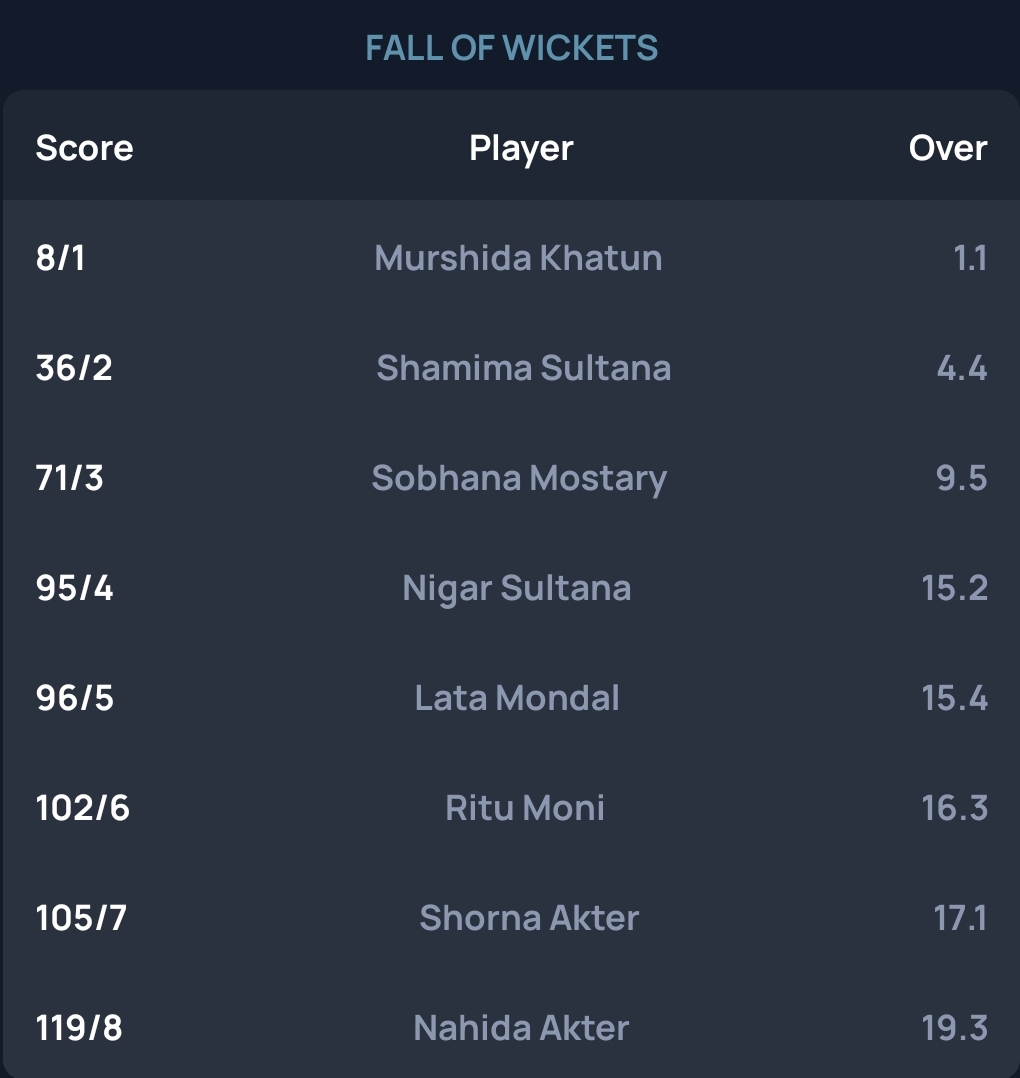 FALL OF WICKETS
Score Player Over
8/1 Murshida Khatun 1.1
36/2 Shamima Sultana 4.4
71/3 Sobhana Mostary 9.5
95/4 Nigar Sultana 15.2
96/5 Lata Mondal 15.4
102/6 Ritu Moni 16.3
105/7 Shorna Akter 17.1
119/8 Nahida Akter 19.3